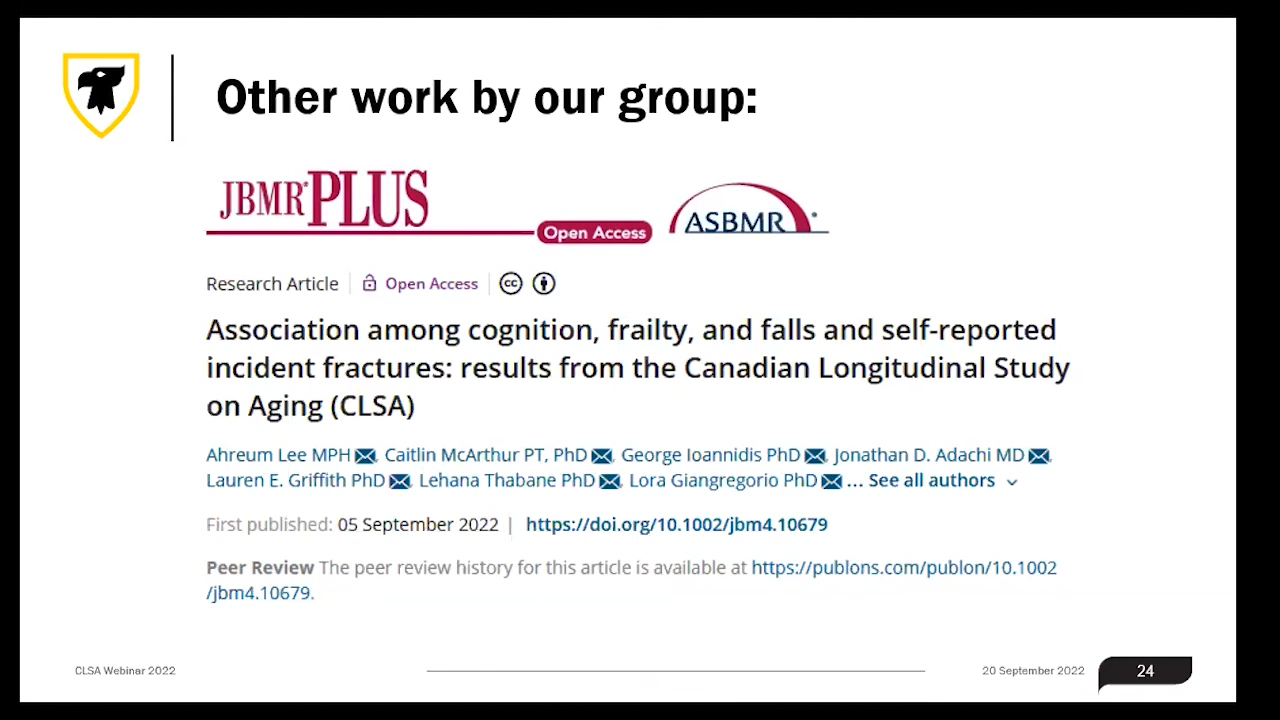 Other work by our group:
JBMR® PLUS
Open Access
ASBMR
Research Article Open Access cc
Association among cognition, frailty, and falls and self-reported
incident fractures: results from the Canadian Longitudinal Study
on Aging (CLSA)
Ahreum Lee MPH, Caitlin McArthur PT, PhD, George Ioannidis PhD, Jonathan D. Adachi MD,
Lauren E. Griffith PhD, Lehana Thabane PhD, Lora Giangregorio PhD ... See all authors
First published: 05 September 2022 | https://doi.org/10.1002/jbm4.10679
Peer Review The peer review history for this article is available at https://publons.com/publon/10.1002
/jbm4.10679.
CLSA Webinar 2022
20 September 2022
24